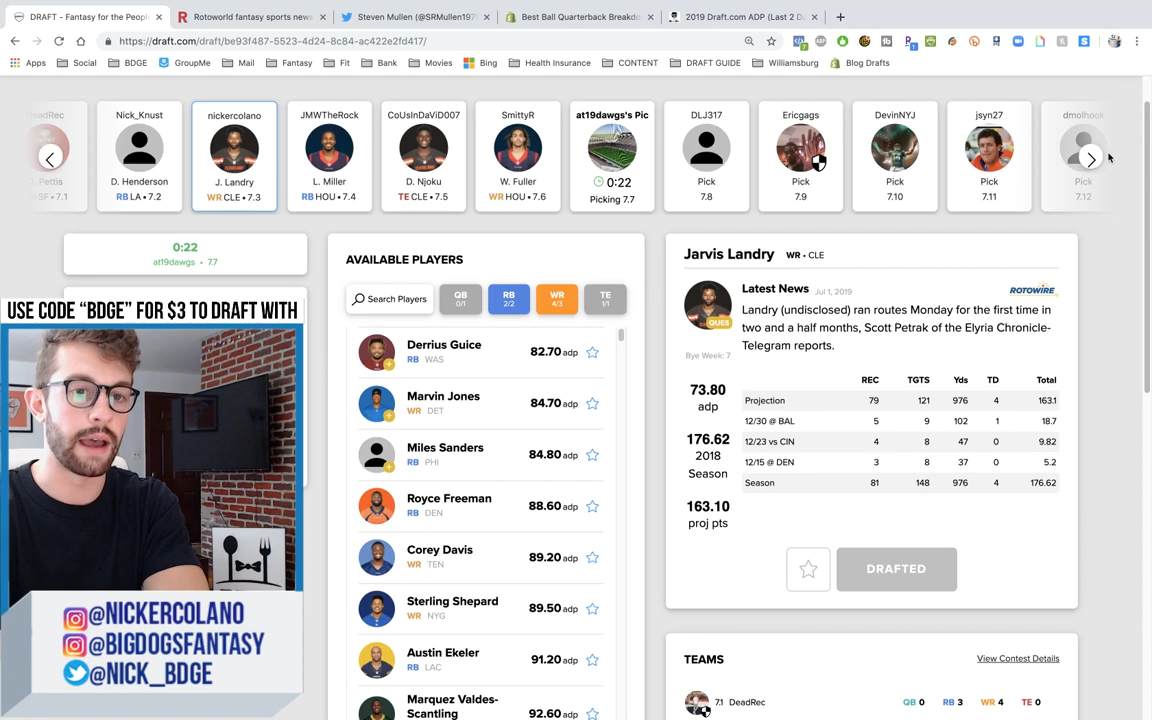 DRAFT - Fantasy for the Peopl
Rotoworld fantasy sports news
Steven Mullen (@SRMullen197
Best Ball Quarterback Breakdo
2019 Draft.com ADP (Last 2 Da
https://draft.com/draft/be93f487-5523-4d24-8c84-ac422e2fd417/
Apps Social BDGE GroupMe Mail Fantasy Fit Bank Movies Bing Health Insurance CONTENT DRAFT GUIDE Williamsburg Blog Drafts
DeadRec
D. Pettis
SF • 7.1
Nick_Knust
D. Henderson
RB LA • 7.2
nickercolano
J. Landry
WR CLE • 7.3
JMWTheRock
L. Miller
RB HOU • 7.4
CoUsInDaViD007
D. Njoku
TE CLE • 7.5
SmittyR
W. Fuller
WR HOU • 7.6
at19dawgs's Pic
0:22
Picking 7.7
DLJ317
Pick
7.8
Ericgags
Pick
7.9
DevinNYJ
Pick
7.10
jsyn27
Pick
7.11
dmolhook
Pick
7.12
0:22
at19dawgs • 7.7
USE CODE "BDGE" FOR $3 TO DRAFT WITH
@NICKERCOLANO
@BIGDOGSFANTASY
@NICK_BDGE
AVAILABLE PLAYERS
Search Players
QB
0/1
RB
2/2
WR
4/3
TE
1/1
Derrius Guice
RB WAS
82.70 adp
Marvin Jones
WR DET
84.70 adp
Miles Sanders
RB PHI
84.80 adp
Royce Freeman
RB DEN
88.60 adp
Corey Davis
WR TEN
89.20 adp
Sterling Shepard
WR NYG
89.50 adp
Austin Ekeler
RB LAC
91.20 adp
Marquez Valdes-
Scantling
92.60 adp
Jarvis Landry WR • CLE
QUES
Bye Week: 7
Latest News Jul 1, 2019
ROTOWIRE
Landry (undisclosed) ran routes Monday for the first time in
two and a half months, Scott Petrak of the Elyria Chronicle-
Telegram reports.
73.80
adp
176.62
2018
Season
163.10
proj pts
REC TGTS Yds TD Total
Projection 79 121 976 4 163.1
12/30 @ BAL 5 9 102 1 18.7
12/23 vs CIN 4 8 47 0 9.82
12/15 @ DEN 3 8 37 0 5.2
Season 81 148 976 4 176.62
DRAFTED
TEAMS
View Contest Details
7.1 DeadRec QB 0 RB 3 WR 4 TE 0